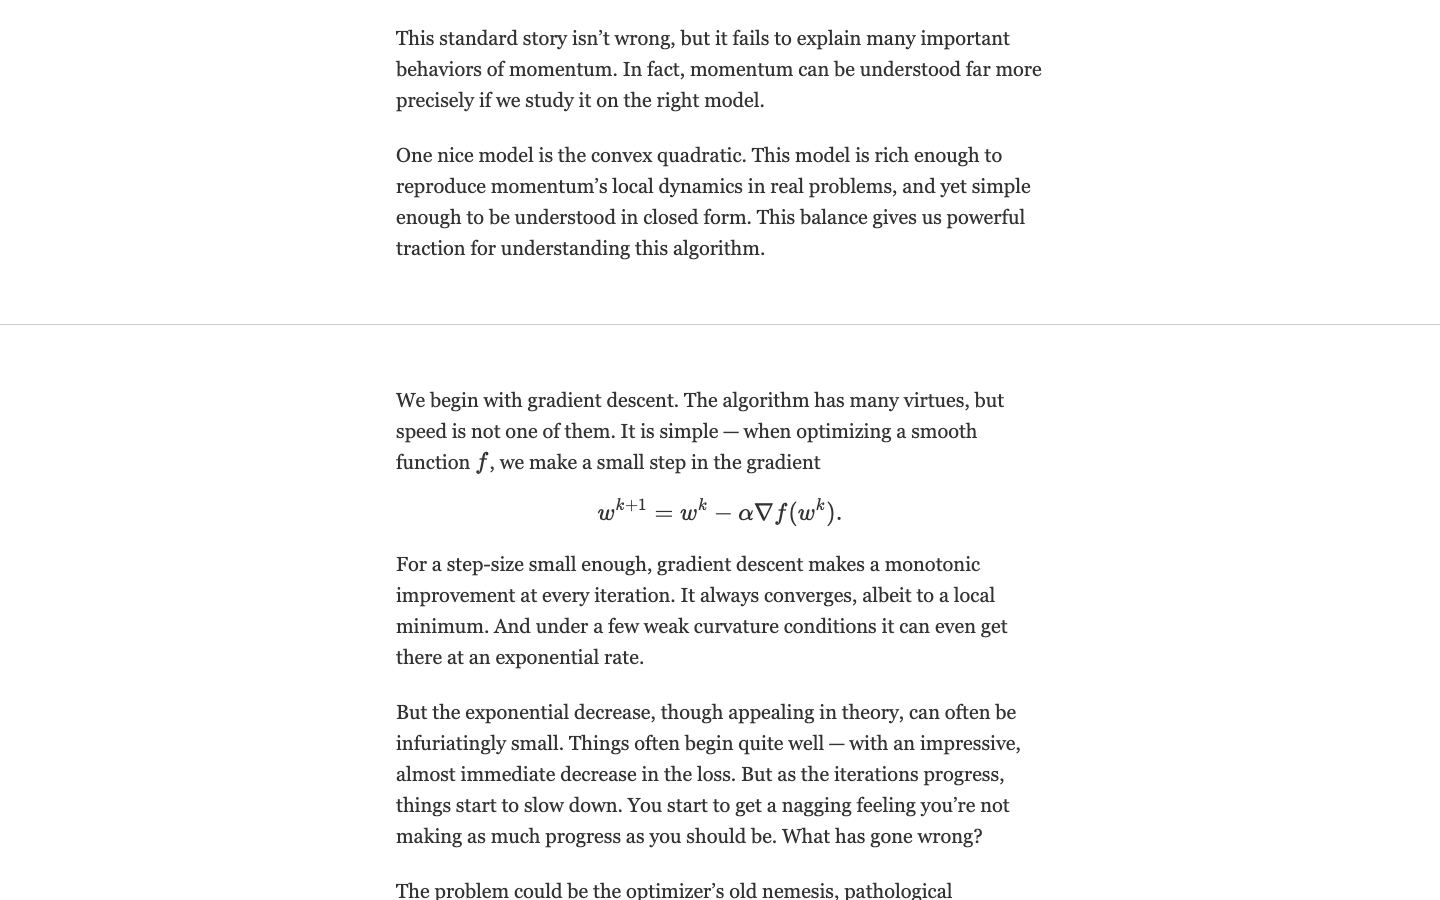 This standard story isn’t wrong, but it fails to explain many important
behaviors of momentum. In fact, momentum can be understood far more
precisely if we study it on the right model.
One nice model is the convex quadratic. This model is rich enough to
reproduce momentum’s local dynamics in real problems, and yet simple
enough to be understood in closed form. This balance gives us powerful
traction for understanding this algorithm.
We begin with gradient descent. The algorithm has many virtues, but
speed is not one of them. It is simple — when optimizing a smooth
function f, we make a small step in the gradient
w^{k+1} = w^k − α∇f(w^k).
For a step-size small enough, gradient descent makes a monotonic
improvement at every iteration. It always converges, albeit to a local
minimum. And under a few weak curvature conditions it can even get
there at an exponential rate.
But the exponential decrease, though appealing in theory, can often be
infuriatingly small. Things often begin quite well — with an impressive,
almost immediate decrease in the loss. But as the iterations progress,
things start to slow down. You start to get a nagging feeling you’re not
making as much progress as you should be. What has gone wrong?
The problem could be the optimizer’s old nemesis, pathological